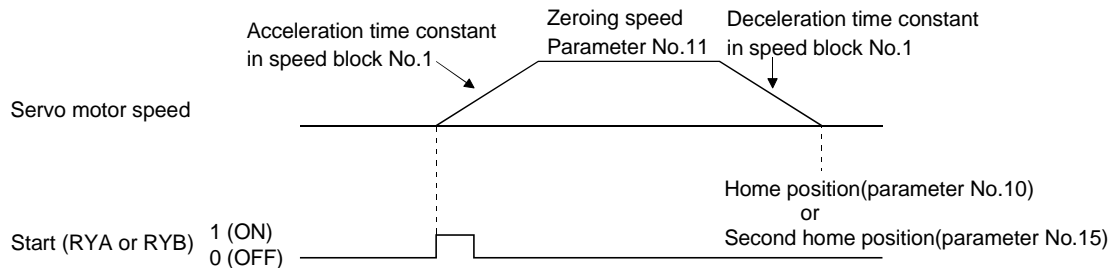 Acceleration time constant
in speed block No.1
Zeroing speed
Parameter No.11
Deceleration time constant
in speed block No.1
Servo motor speed
Home position(parameter No.10)
or
Second home position(parameter No.15)
Start (RYA or RYB)
1 (ON)
0 (OFF)